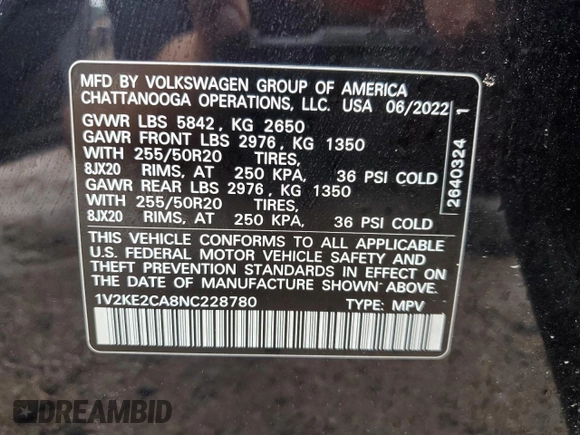 MFD BY VOLKSWAGEN GROUP OF AMERICA
CHATTANOOGA OPERATIONS, LLC. USA 06/2022
GVWR LBS 5842, KG 2650
GAWR FRONT LBS 2976, KG 1350
WITH 255/50R20 TIRES,
8JX20 RIMS, AT 250 KPA, 36 PSI COLD
GAWR REAR LBS 2976, KG 1350
WITH 255/50R20 TIRES,
8JX20 RIMS, AT 250 KPA, 36 PSI COLD
THIS VEHICLE CONFORMS TO ALL APPLICABLE
U.S. FEDERAL MOTOR VEHICLE SAFETY AND
THEFT PREVENTION STANDARDS IN EFFECT ON
THE DATE OF MANUFACTURE SHOWN ABOVE.
1V2KE2CA8NC228780 TYPE: MPV
2640324 1
DREAMBID